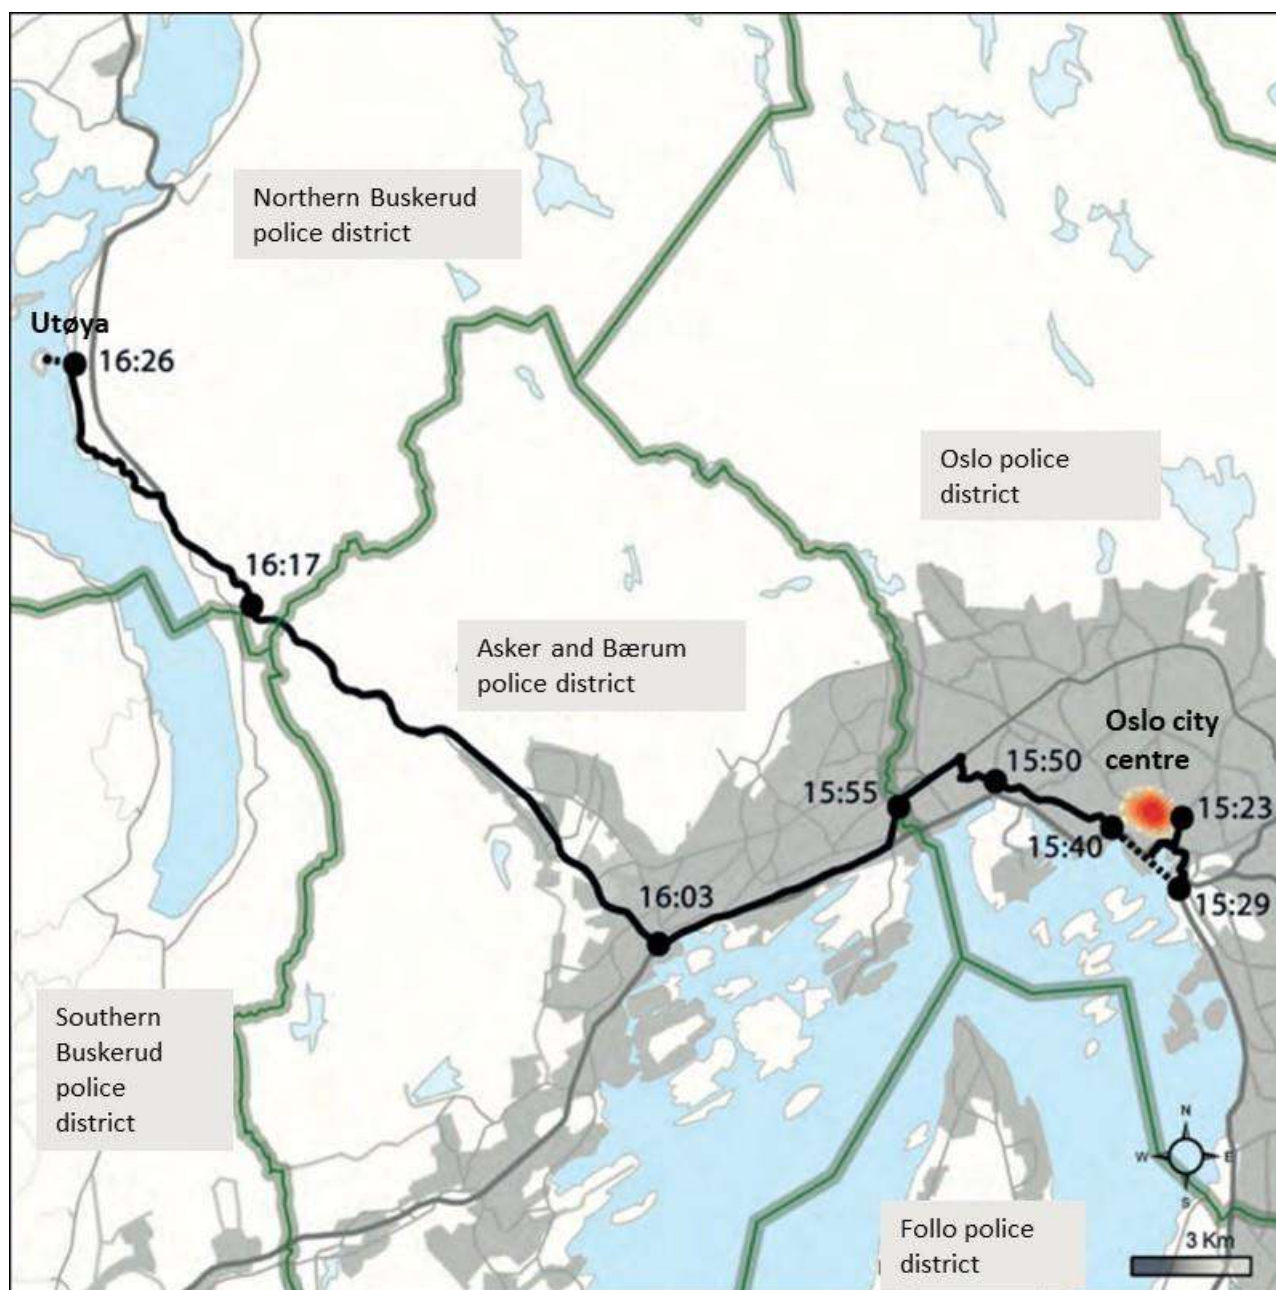 Northern Buskerud
police district
Utøya
16:26
Oslo police
district
16:17
Asker and Bærum
police district
Oslo city
centre
15:50
15:55
15:23
15:40
16:03
15:29
Southern
Buskerud
police
district
N
W E
S
Follo police
district
3 Km